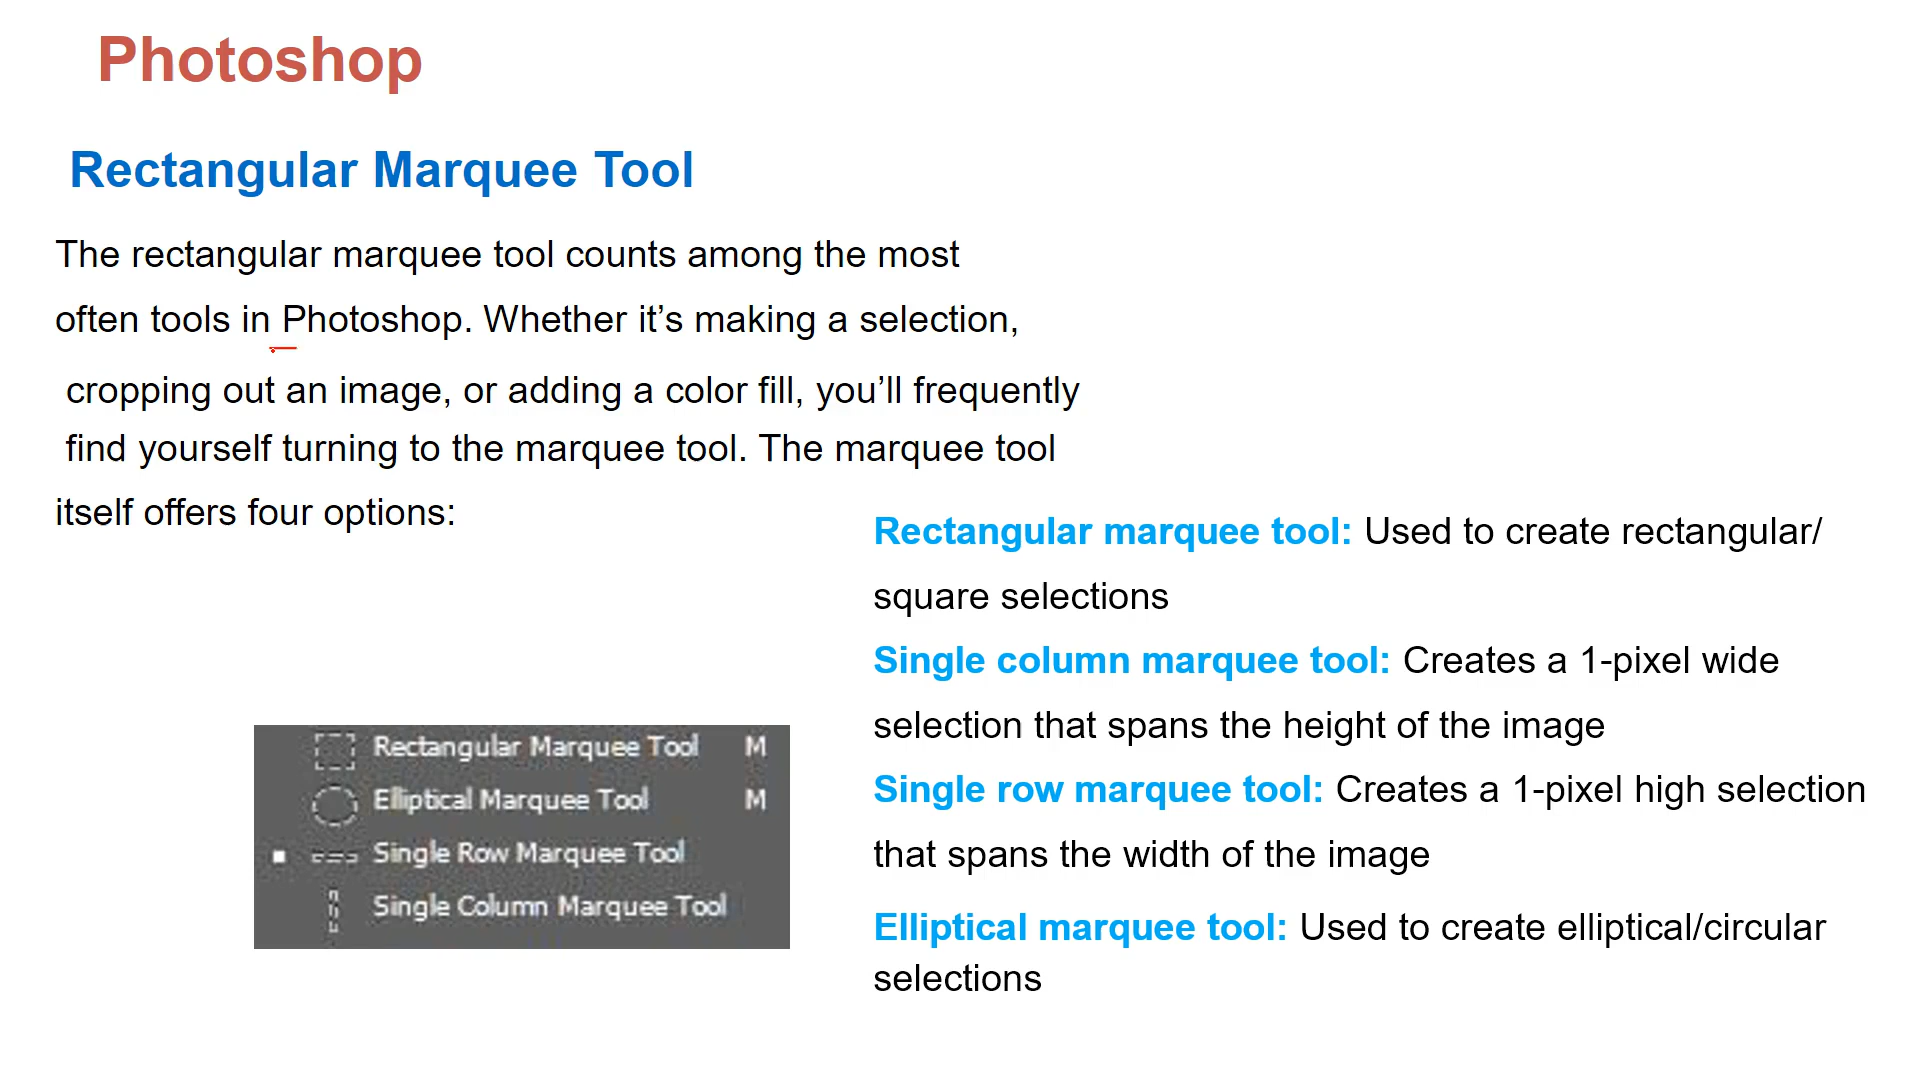 Photoshop
Rectangular Marquee Tool
The rectangular marquee tool counts among the most
often tools in Photoshop. Whether it’s making a selection,
cropping out an image, or adding a color fill, you’ll frequently
find yourself turning to the marquee tool. The marquee tool
itself offers four options:
Rectangular marquee tool: Used to create rectangular/
square selections
Single column marquee tool: Creates a 1-pixel wide
selection that spans the height of the image
Single row marquee tool: Creates a 1-pixel high selection
that spans the width of the image
Elliptical marquee tool: Used to create elliptical/circular
selections
Rectangular Marquee Tool M
Elliptical Marquee Tool M
Single Row Marquee Tool
Single Column Marquee Tool